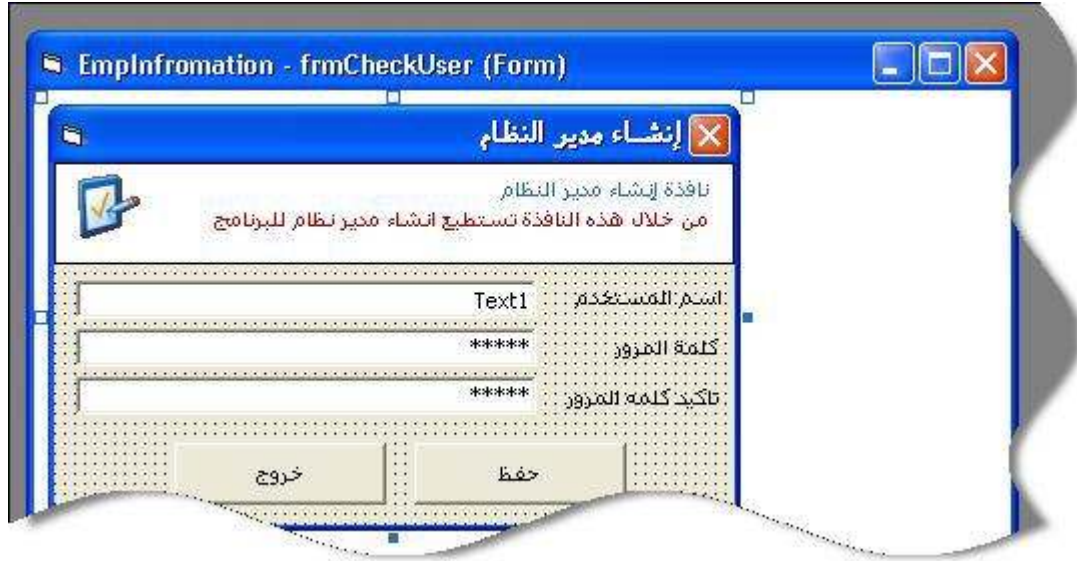 EmpInfromation - frmCheckUser (Form)
إنشــاء مدير النظام
نافذة إنشاء مدير النظام
من خلال هذه النافذة تستطيع انشاء مدير نظام للبرنامج
اسم المستخدم Text1
كلمة المرور *****
تاكيد كلمه المرور *****
حفظ خروج